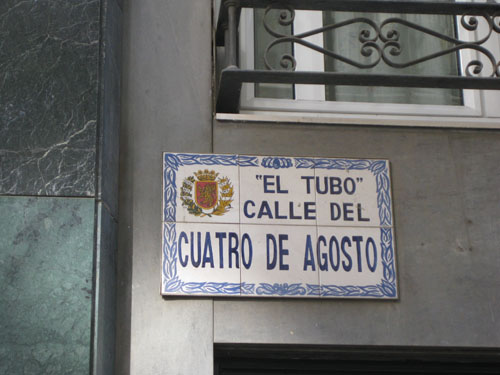 "EL TUBO"
CALLE DEL
CUATRO DE AGOSTO